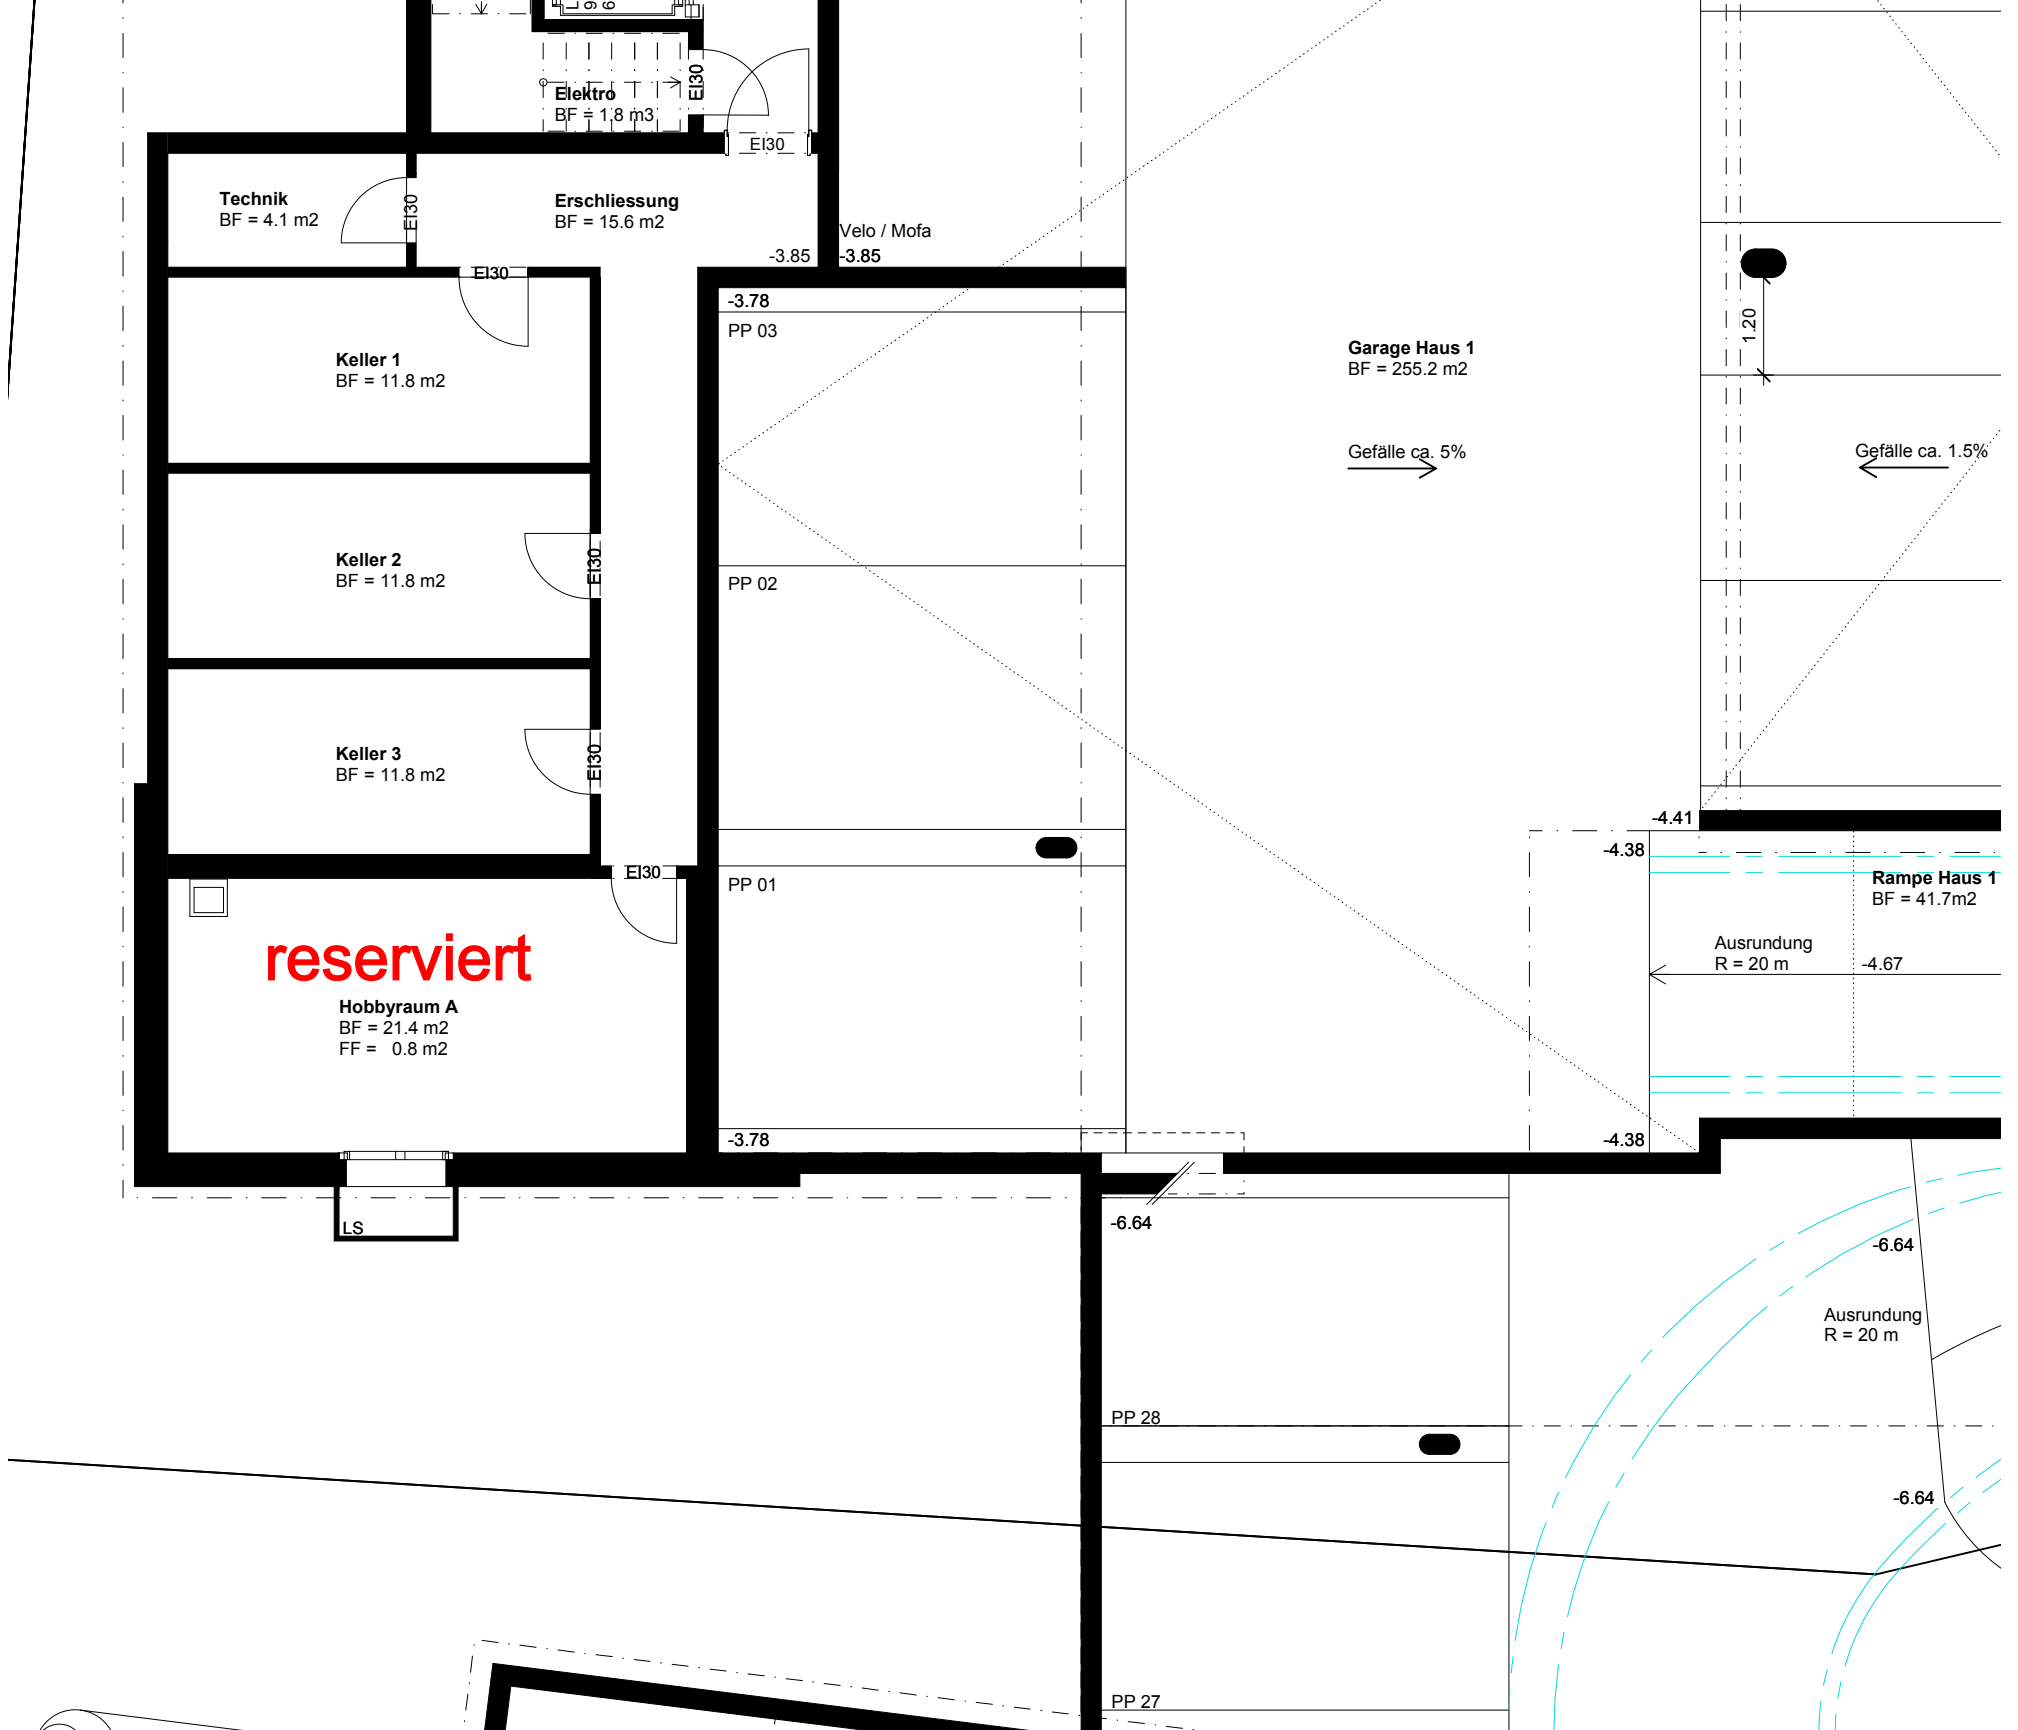 L
9
6
EI30
Elektro
BF = 1.8 m3
EI30
Technik
BF = 4.1 m2
EI30
Erschliessung
BF = 15.6 m2
Velo / Mofa
-3.85
-3.85
EI30
-3.78
PP 03
Keller 1
BF = 11.8 m2
Garage Haus 1
BF = 255.2 m2
1.20
Gefälle ca. 5%
Gefälle ca. 1.5%
Keller 2
BF = 11.8 m2
EI30
PP 02
Keller 3
BF = 11.8 m2
EI30
-4.41
-4.38
EI30
PP 01
Rampe Haus 1
BF = 41.7m2
reserviert
Ausrundung
R = 20 m
-4.67
Hobbyraum A
BF = 21.4 m2
FF = 0.8 m2
-3.78
-4.38
LS
-6.64
-6.64
Ausrundung
R = 20 m
PP 28
-6.64
PP 27